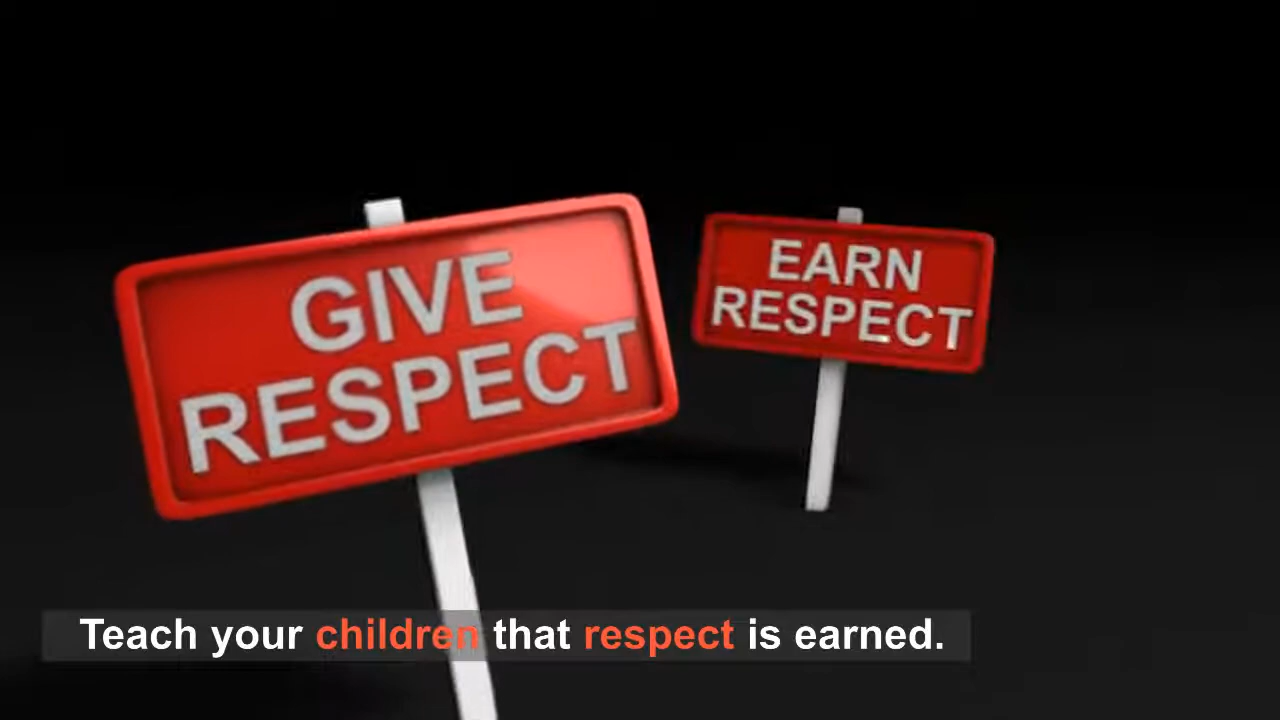 GIVE
RESPECT
EARN
RESPECT
Teach your children that respect is earned.